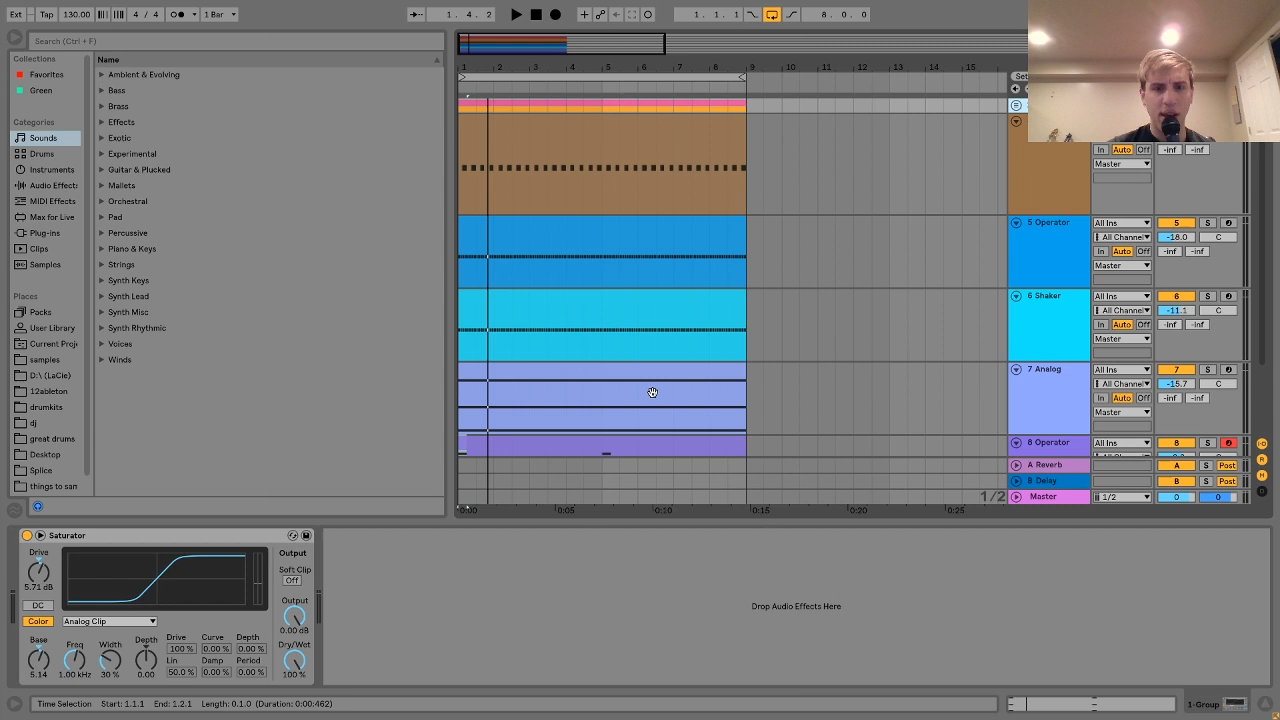 Ext Tap 130.00 4 / 4 1 Bar 1. 4. 2 1. 1. 1 8. 0. 0
Search (Ctrl + F)
Collections
Favorites
Green
Categories
Sounds
Drums
Instruments
Audio Effects
MIDI Effects
Max for Live
Plug-ins
Clips
Samples
Places
Packs
User Library
Current Proje
samples
D:\ (LaCie)
12ableton
drumkits
dj
great drums
Desktop
Splice
things to sam
Name
Ambient & Evolving
Bass
Brass
Effects
Exotic
Experimental
Guitar & Plucked
Mallets
Orchestral
Pad
Percussive
Piano & Keys
Strings
Synth Keys
Synth Lead
Synth Misc
Synth Rhythmic
Voices
Winds
1 2 3 4 5 6 7 8 9 10 11 12 13 14 15
Set
In Auto Off -inf -inf
Master
5 Operator All Ins 5 S
All Channel -18.0 C
In Auto Off -inf -inf
Master
6 Shaker All Ins 6 S
All Channel -11.1 C
In Auto Off -inf -inf
Master
7 Analog All Ins 7 S
All Channel -15.7 C
In Auto Off -inf -inf
Master
8 Operator All Ins 8 S
A Reverb A S Post
B Delay B S Post
1/2 Master 1/2 0 0
0:00 0:05 0:10 0:15 0:20 0:25
Saturator
Drive
5.71 dB
DC
Color Analog Clip
Base Freq Width Depth
5.14 1.00 kHz 30 % 0.00
Drive Curve Depth
100 % 0.00 % 0.00 %
Lin Damp Period
50.0 % 0.00 % 0.00 %
Output
Soft Clip
Off
Output
0.00 dB
Dry/Wet
100 %
Drop Audio Effects Here
Time Selection Start: 1.1.1 End: 1.2.1 Length: 0.1.0 (Duration: 0:00:462)
1-Group